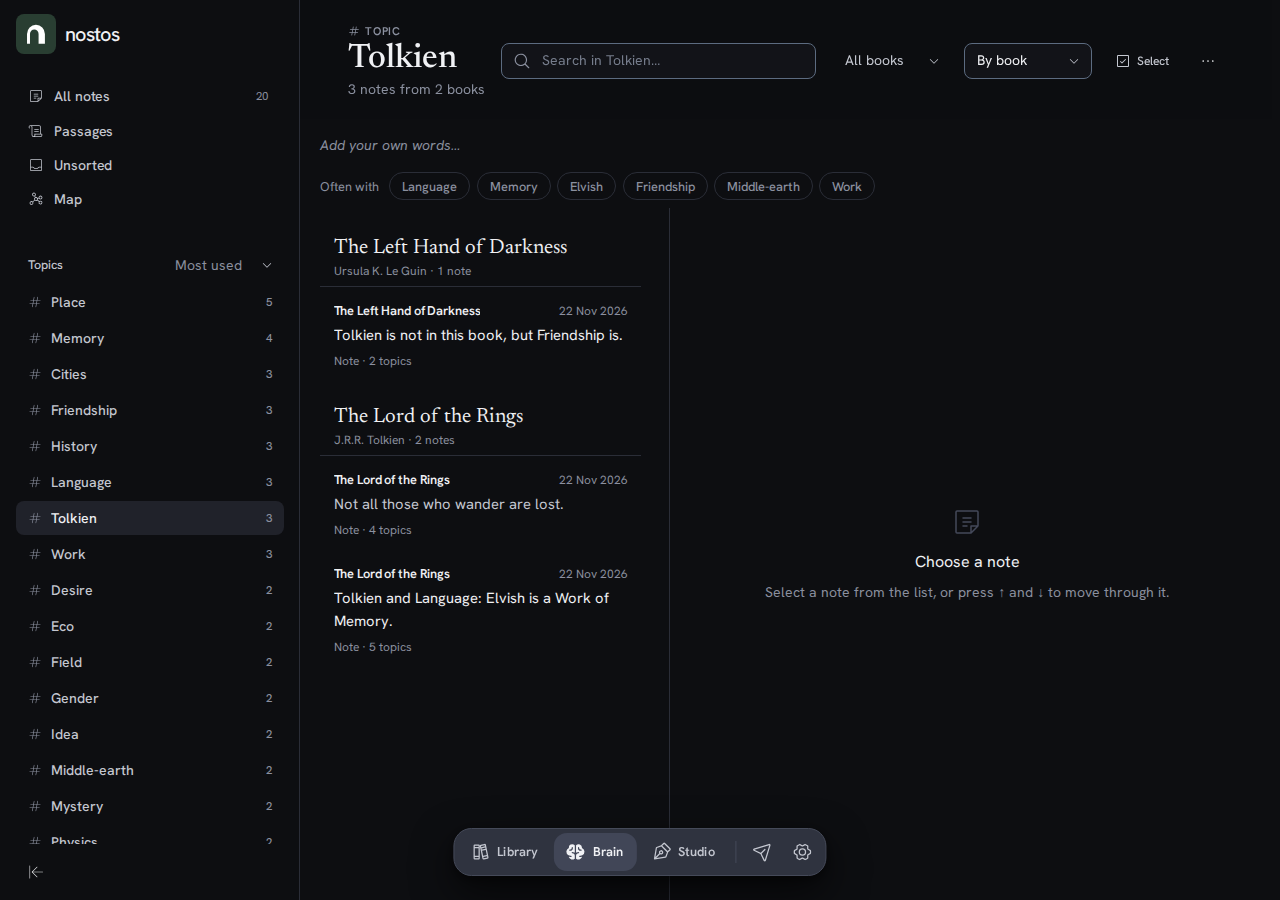 nostos
All notes 20
Passages
Unsorted
Map
Topics Most used
# Place 5
# Memory 4
# Cities 3
# Friendship 3
# History 3
# Language 3
# Tolkien 3
# Work 3
# Desire 2
# Eco 2
# Field 2
# Gender 2
# Idea 2
# Middle-earth 2
# Mystery 2
# Physics 2
# TOPIC
Tolkien
3 notes from 2 books
Search in Tolkien...
All books
By book
Select
...
Add your own words...
Often with Language Memory Elvish Friendship Middle-earth Work
The Left Hand of Darkness
Ursula K. Le Guin · 1 note
The Left Hand of Darkness 22 Nov 2026
Tolkien is not in this book, but Friendship is.
Note · 2 topics
The Lord of the Rings
J.R.R. Tolkien · 2 notes
The Lord of the Rings 22 Nov 2026
Not all those who wander are lost.
Note · 4 topics
The Lord of the Rings 22 Nov 2026
Tolkien and Language: Elvish is a Work of
Memory.
Note · 5 topics
Choose a note
Select a note from the list, or press ↑ and ↓ to move through it.
Library Brain Studio